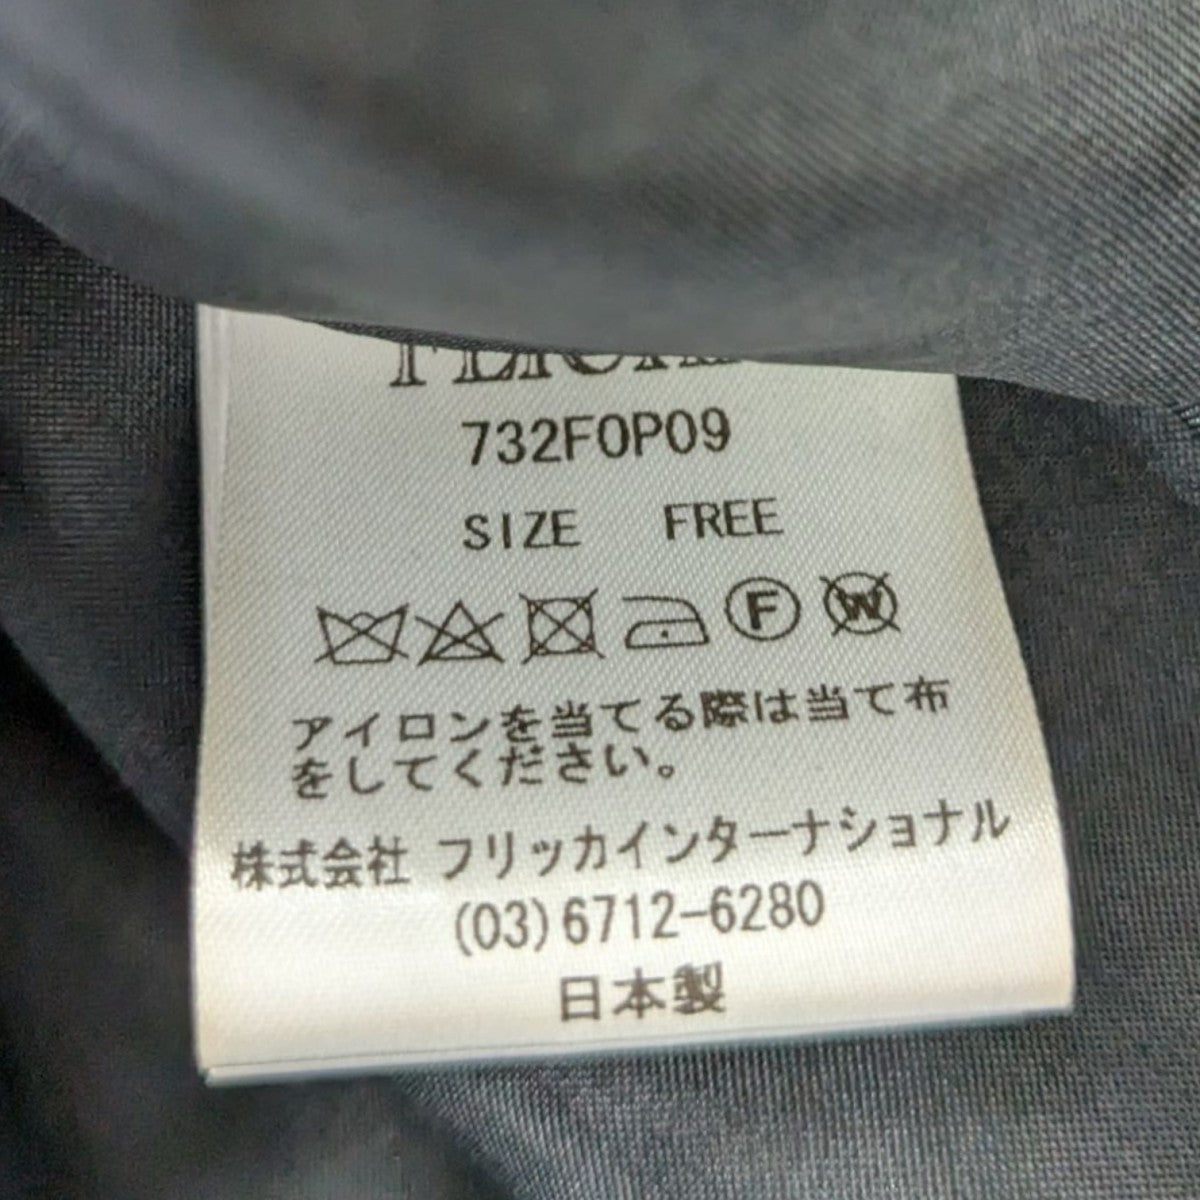 732F0P09
SIZE FREE
F W
アイロンを当てる際は当て布
をしてください。
株式会社 フリッカインターナショナル
(03)6712-6280
日本製